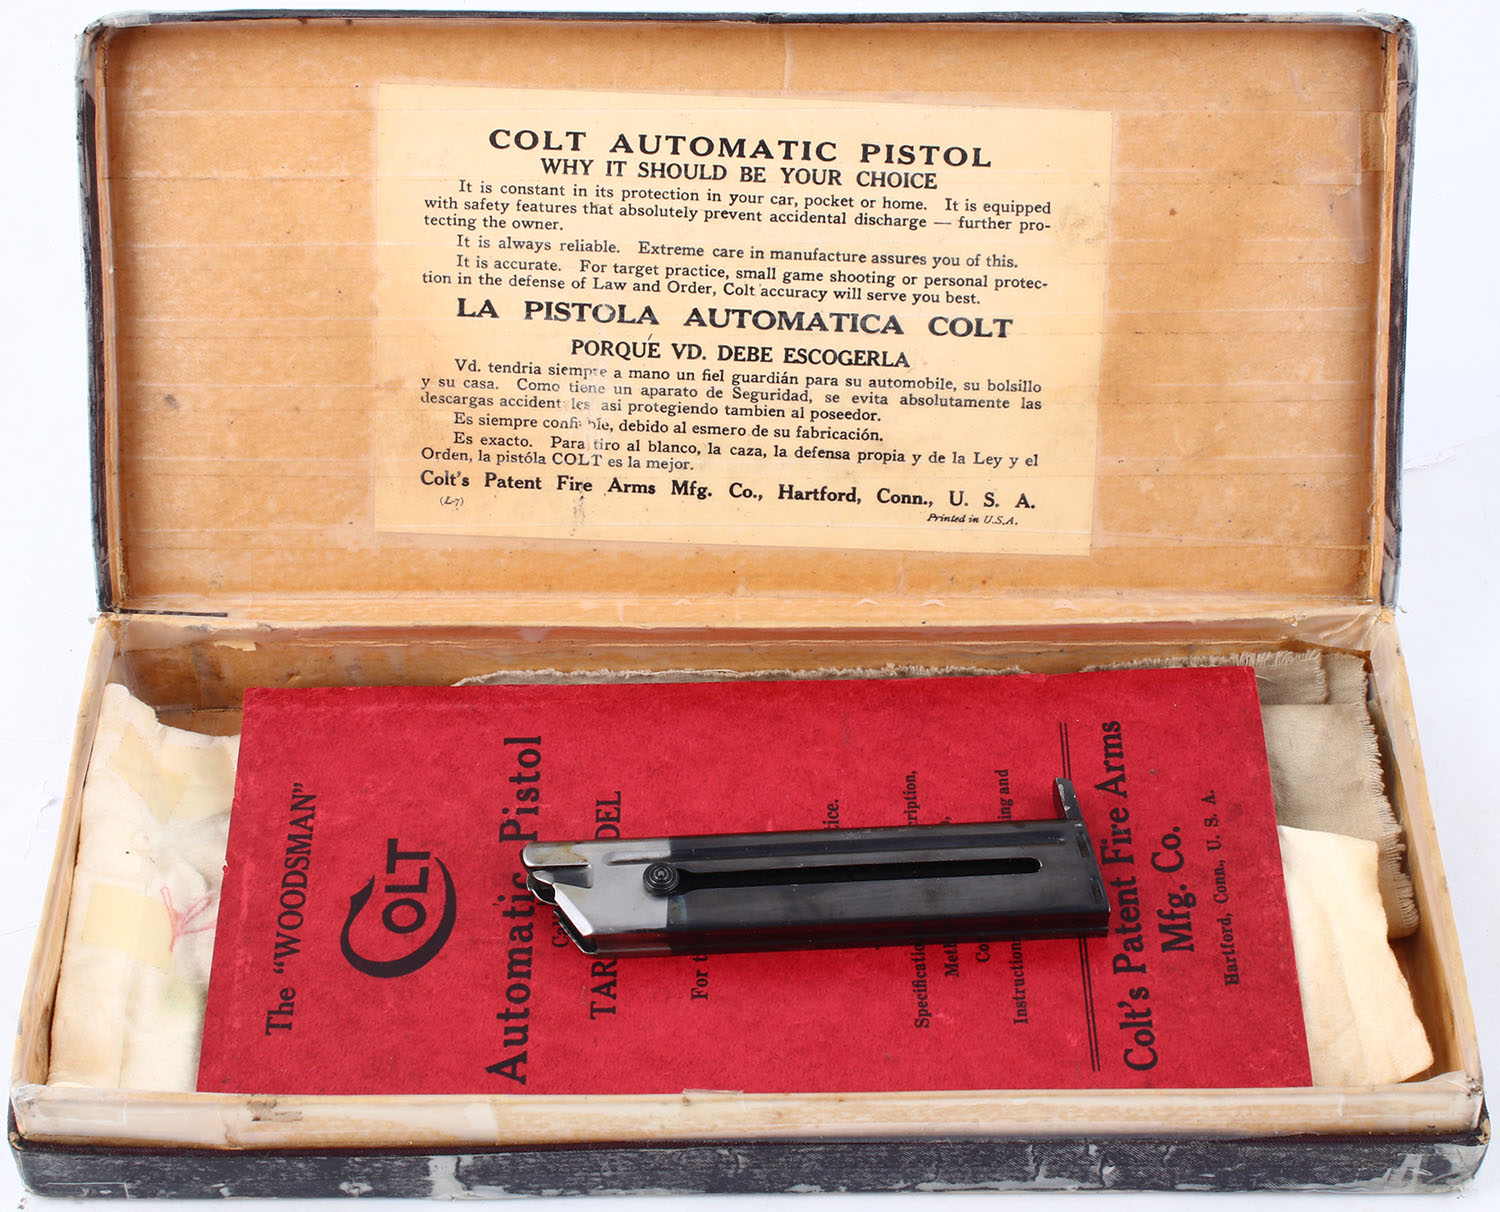 COLT AUTOMATIC PISTOL
WHY IT SHOULD BE YOUR CHOICE
It is constant in its protection in your car, pocket or home. It is equipped
with safety features that absolutely prevent accidental discharge — further pro-
tecting the owner.
It is always reliable. Extreme care in manufacture assures you of this.
It is accurate. For target practice, small game shooting or personal protec-
tion in the defense of Law and Order, Colt accuracy will serve you best.
LA PISTOLA AUTOMATICA COLT
PORQUÉ VD. DEBE ESCOGERLA
Vd. tendria siempre a mano un fiel guardián para su automobile, su bolsillo
y su casa. Como tiene un aparato de Seguridad, se evita absolutamente las
descargas accidentales asi protegiendo tambien al poseedor.
Es siempre confiable, debido al esmero de su fabricación.
Es exacto. Para tiro al blanco, la caza, la defensa propia y de la Ley y el
Orden, la pistóla COLT es la mejor.
Colt's Patent Fire Arms Mfg. Co., Hartford, Conn., U. S. A.
(L-7)
Printed in U.S.A.
The "WOODSMAN"
COLT
Automatic Pistol
TAR DEL
For
Colt's Patent Fire Arms
Mfg. Co.
Hartford, Conn., U. S. A.